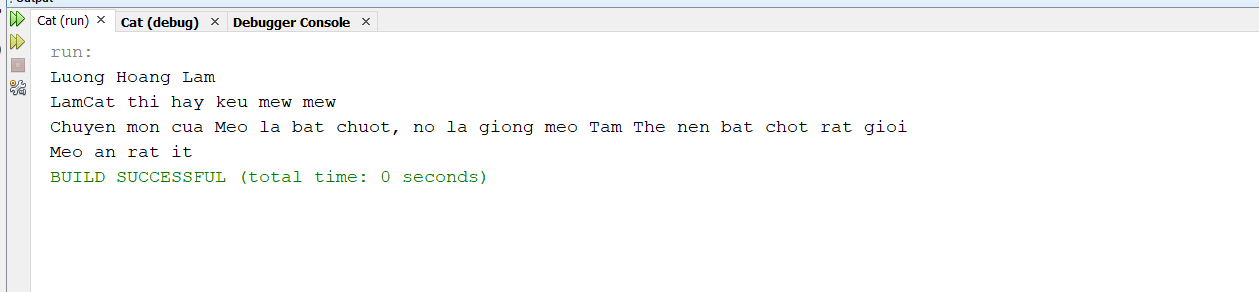 Cat (run) × Cat (debug) × Debugger Console ×
run:
Luong Hoang Lam
LamCat thi hay keu mew mew
Chuyen mon cua Meo la bat chuot, no la giong meo Tam The nen bat chot rat gioi
Meo an rat it
BUILD SUCCESSFUL (total time: 0 seconds)